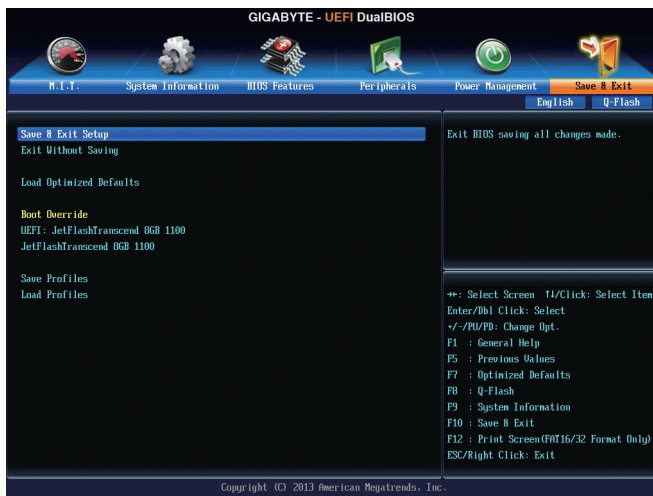 GIGABYTE - UEFI DualBIOS
M.I.T.
System Information
BIOS Features
Peripherals
Power Management
Save & Exit
English
Q-Flash
Save & Exit Setup
Exit Without Saving
Load Optimized Defaults
Boot Override
UEFI: JetFlashTranscend 8GB 1100
JetFlashTranscend 8GB 1100
Save Profiles
Load Profiles
Exit BIOS saving all changes made.
→←: Select Screen ↑↓/Click: Select Item
Enter/Dbl Click: Select
+/-/PU/PD: Change Opt.
F1 : General Help
F5 : Previous Values
F7 : Optimized Defaults
F8 : Q-Flash
F9 : System Information
F10 : Save & Exit
F12 : Print Screen(FAT16/32 Format Only)
ESC/Right Click: Exit
Copyright (C) 2013 American Megatrends, Inc.